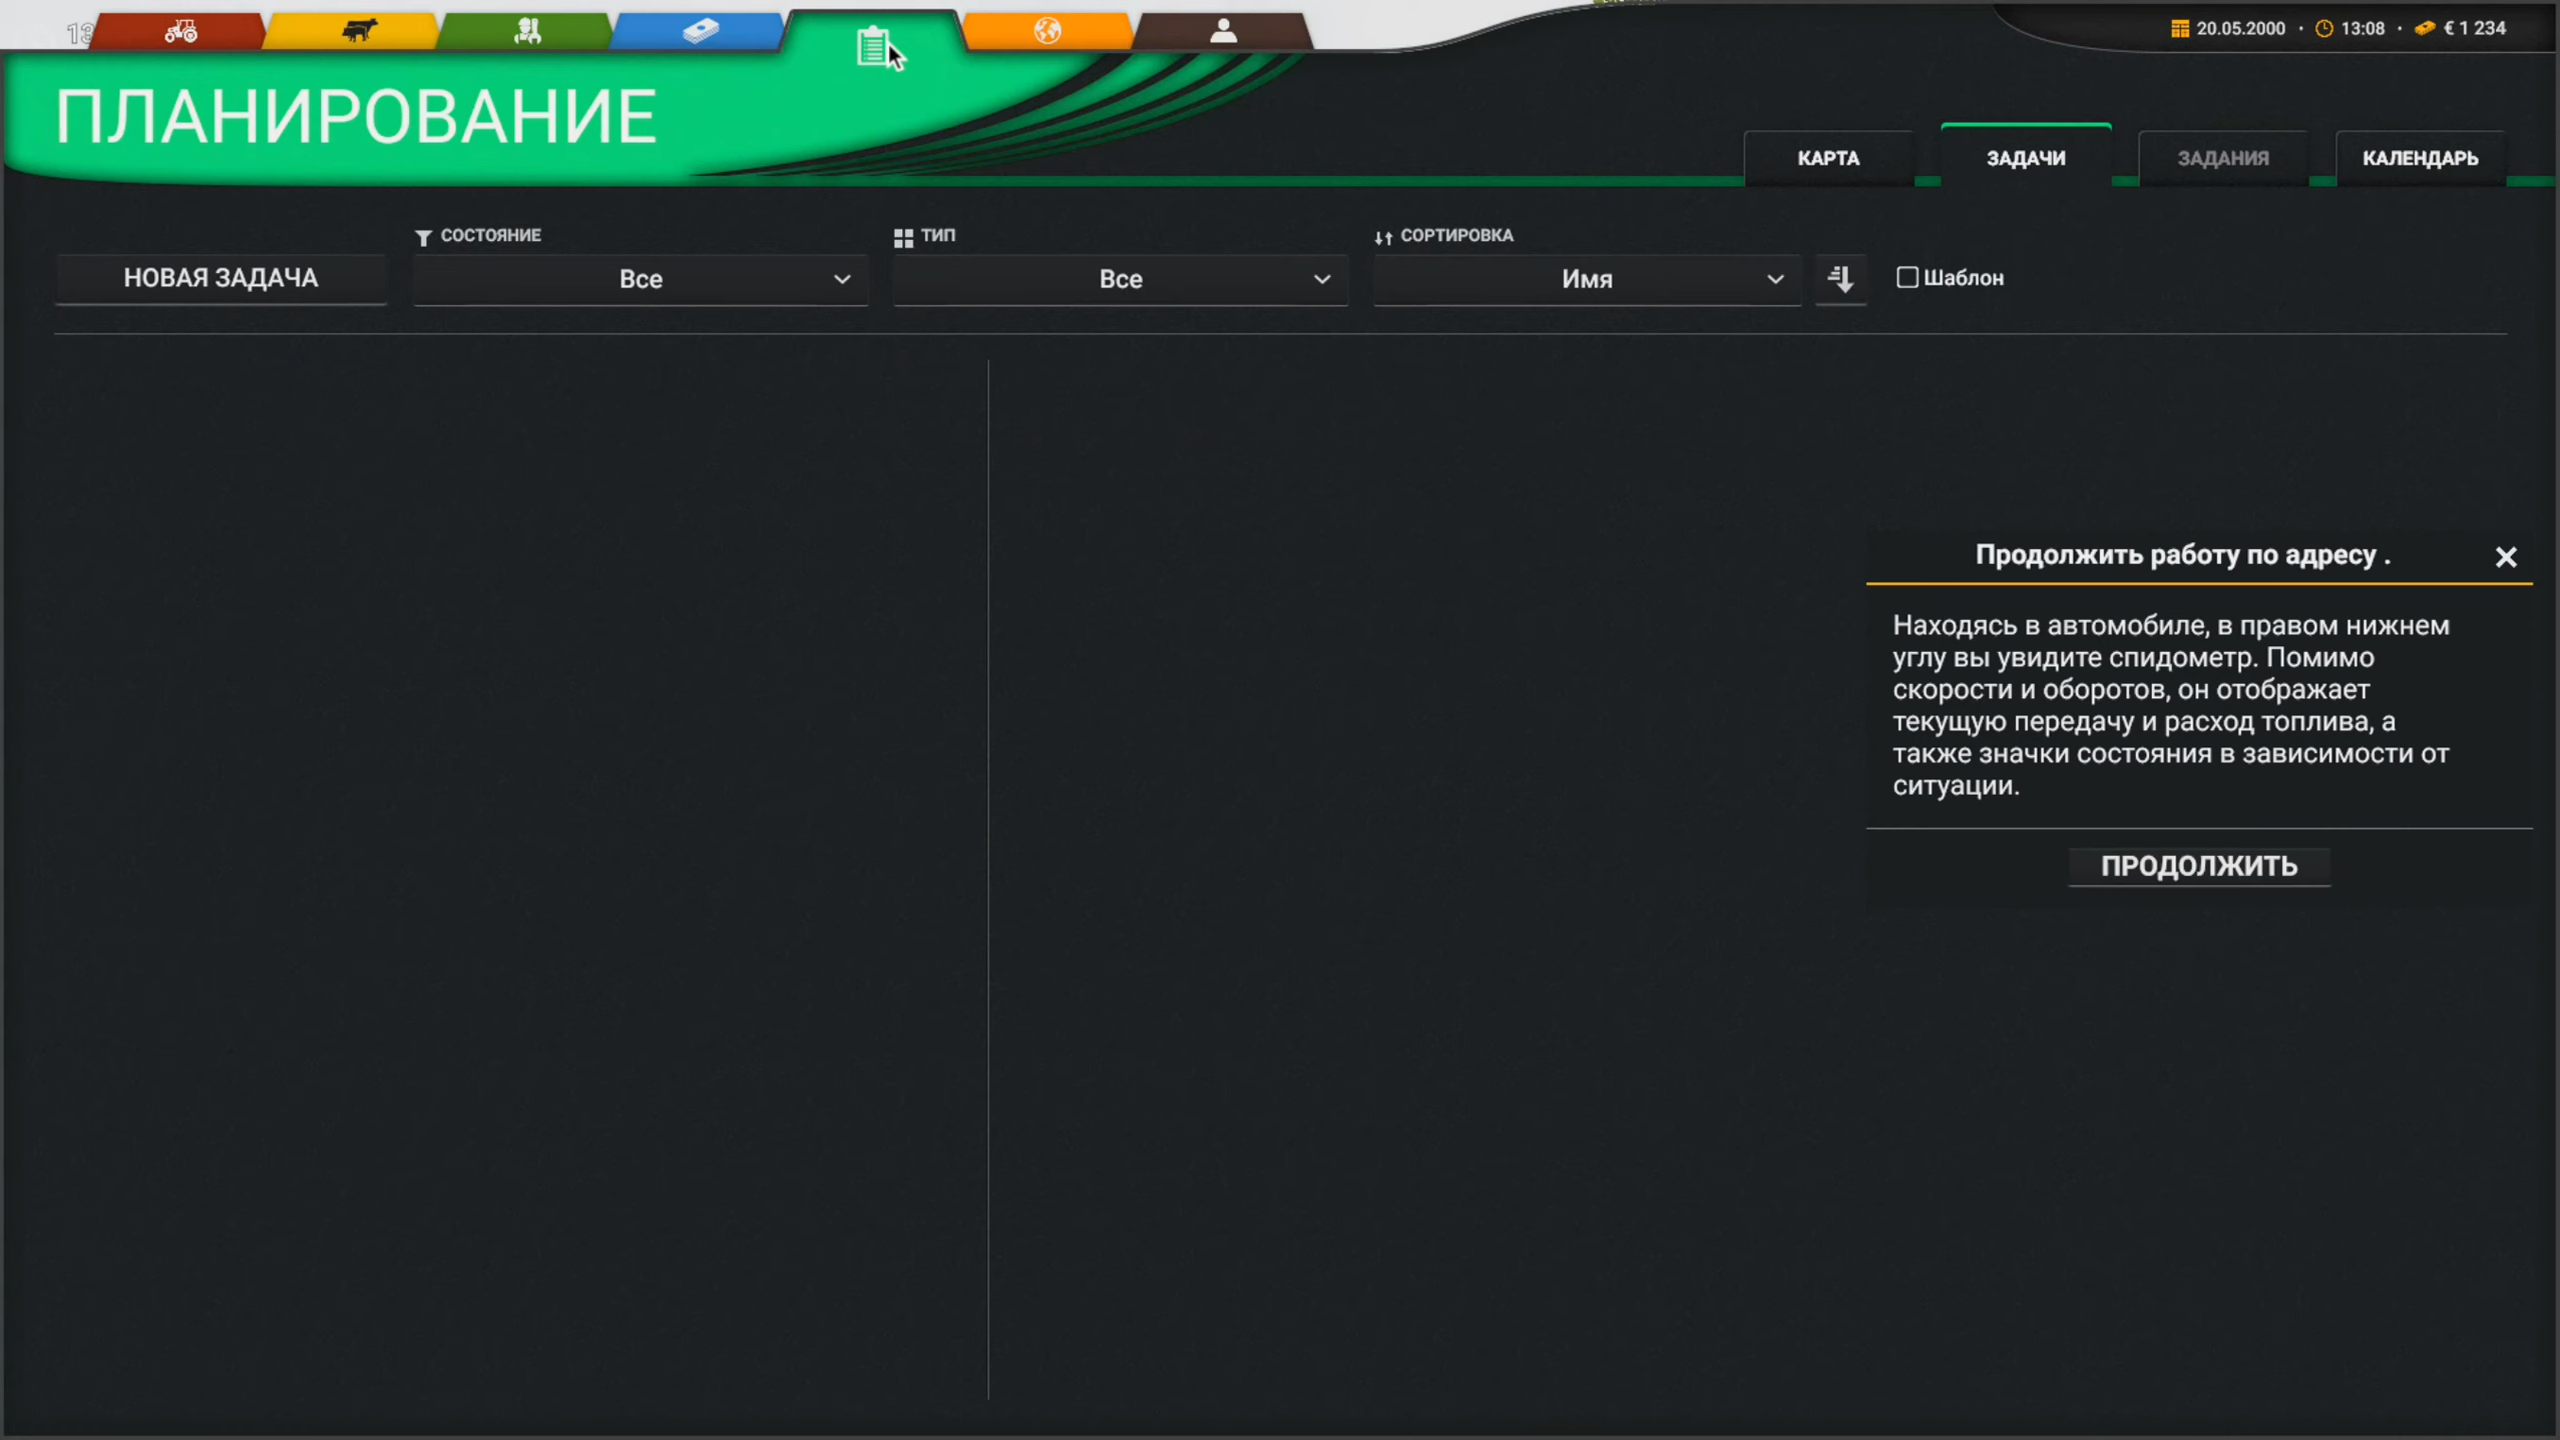 20.05.2000 · 13:08 · € 1 234
ПЛАНИРОВАНИЕ
КАРТА
ЗАДАЧИ
ЗАДАНИЯ
КАЛЕНДАРЬ
НОВАЯ ЗАДАЧА
СОСТОЯНИЕ
Все
ТИП
Все
СОРТИРОВКА
Имя
Шаблон
Продолжить работу по адресу .
Находясь в автомобиле, в правом нижнем
углу вы увидите спидометр. Помимо
скорости и оборотов, он отображает
текущую передачу и расход топлива, а
также значки состояния в зависимости от
ситуации.
ПРОДОЛЖИТЬ